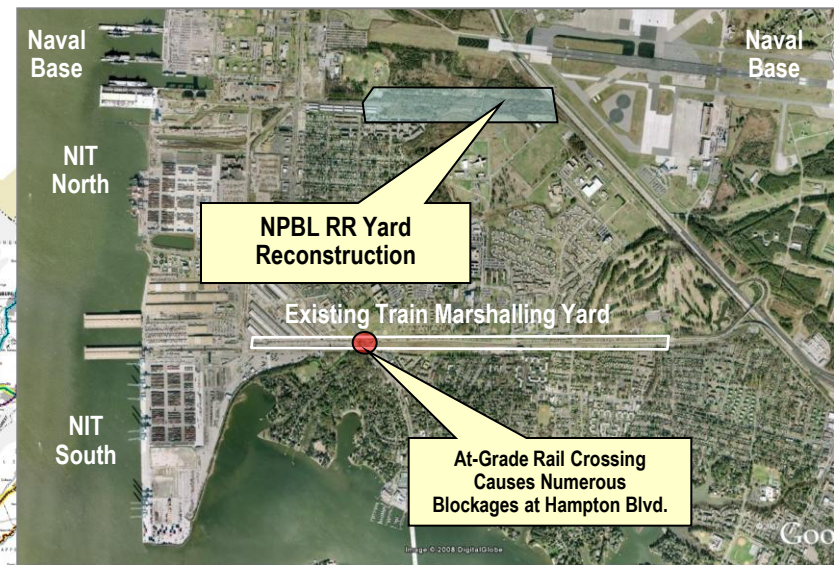 Naval
Base
Naval
Base
NIT
North
NPBL RR Yard
Reconstruction
Existing Train Marshalling Yard
NIT
South
At-Grade Rail Crossing
Causes Numerous
Blockages at Hampton Blvd.
Image © 2008 DigitalGlobe
Goo